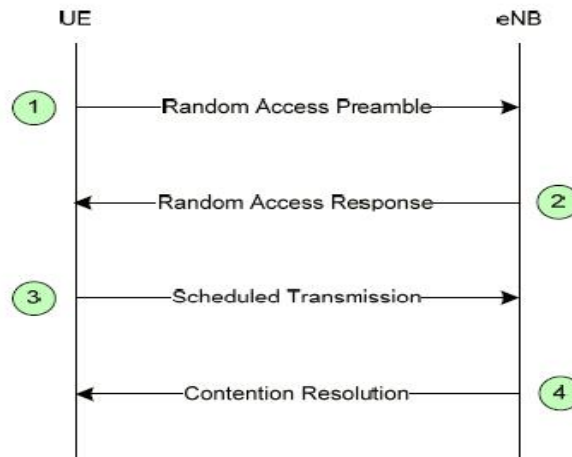 UE eNB
1 Random Access Preamble
Random Access Response 2
3 Scheduled Transmission
Contention Resolution 4